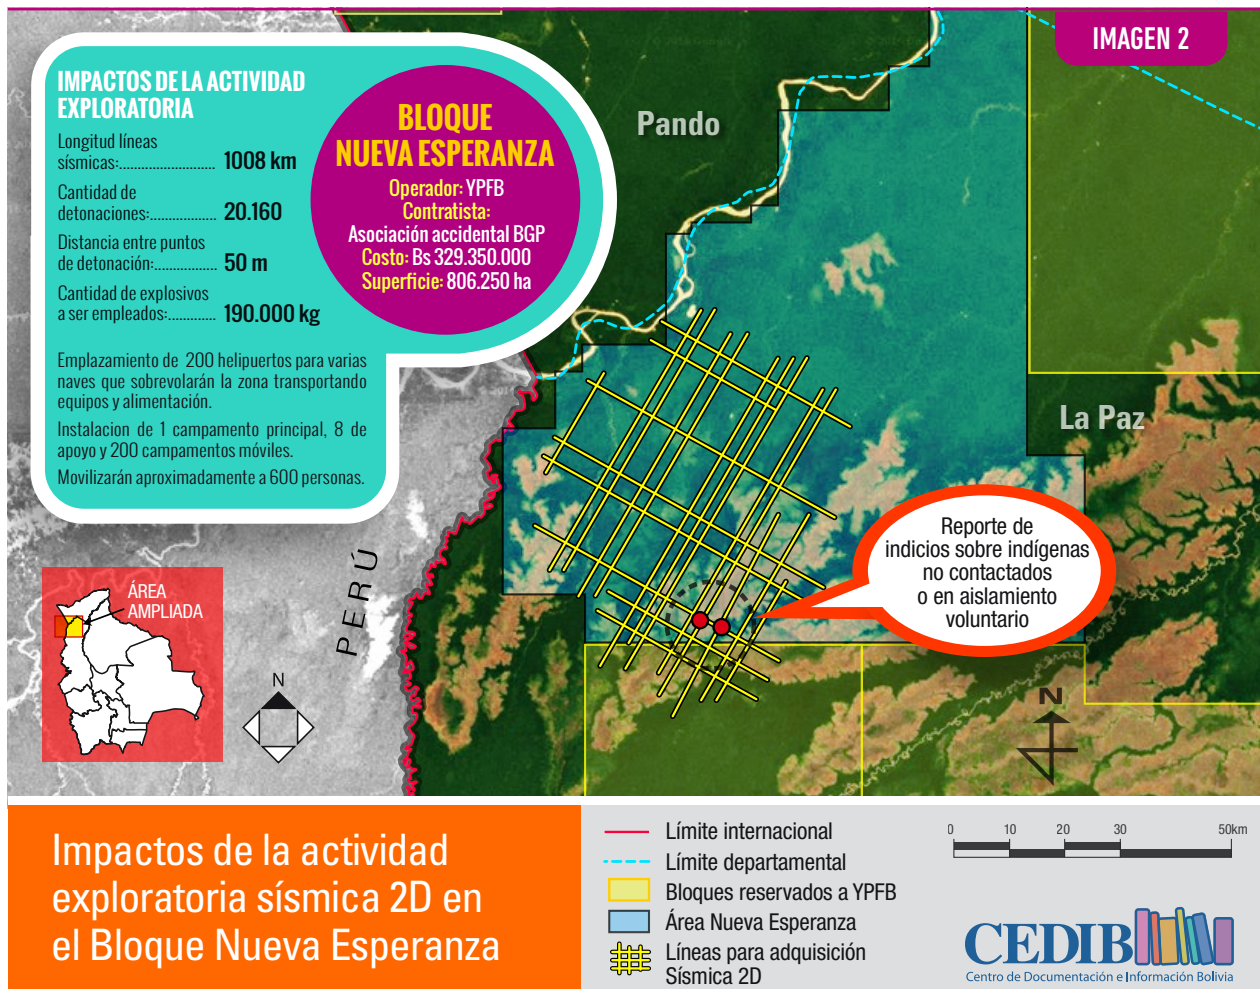 IMAGEN 2
IMPACTOS DE LA ACTIVIDAD
EXPLORATORIA
Longitud líneas
sísmicas:........................... 1008 km
Cantidad de
detonaciones:................... 20.160
Distancia entre puntos
de detonación:.................. 50 m
Cantidad de explosivos
a ser empleados:............. 190.000 kg
Emplazamiento de 200 helipuertos para varias
naves que sobrevolarán la zona transportando
equipos y alimentación.
Instalacion de 1 campamento principal, 8 de
apoyo y 200 campamentos móviles.
Movilizarán aproximadamente a 600 personas.
BLOQUE
NUEVA ESPERANZA
Operador: YPFB
Contratista:
Asociación accidental BGP
Costo: Bs 329.350.000
Superficie: 806.250 ha
Pando
La Paz
PERÚ
Reporte de
indicios sobre indígenas
no contactados
o en aislamiento
voluntario
ÁREA
AMPLIADA
N
N
Impactos de la actividad
exploratoria sísmica 2D en
el Bloque Nueva Esperanza
Límite internacional
Límite departamental
Bloques reservados a YPFB
Área Nueva Esperanza
Líneas para adquisición
Sísmica 2D
0 10 20 30 50km
CEDIB
Centro de Documentación e Información Bolivia